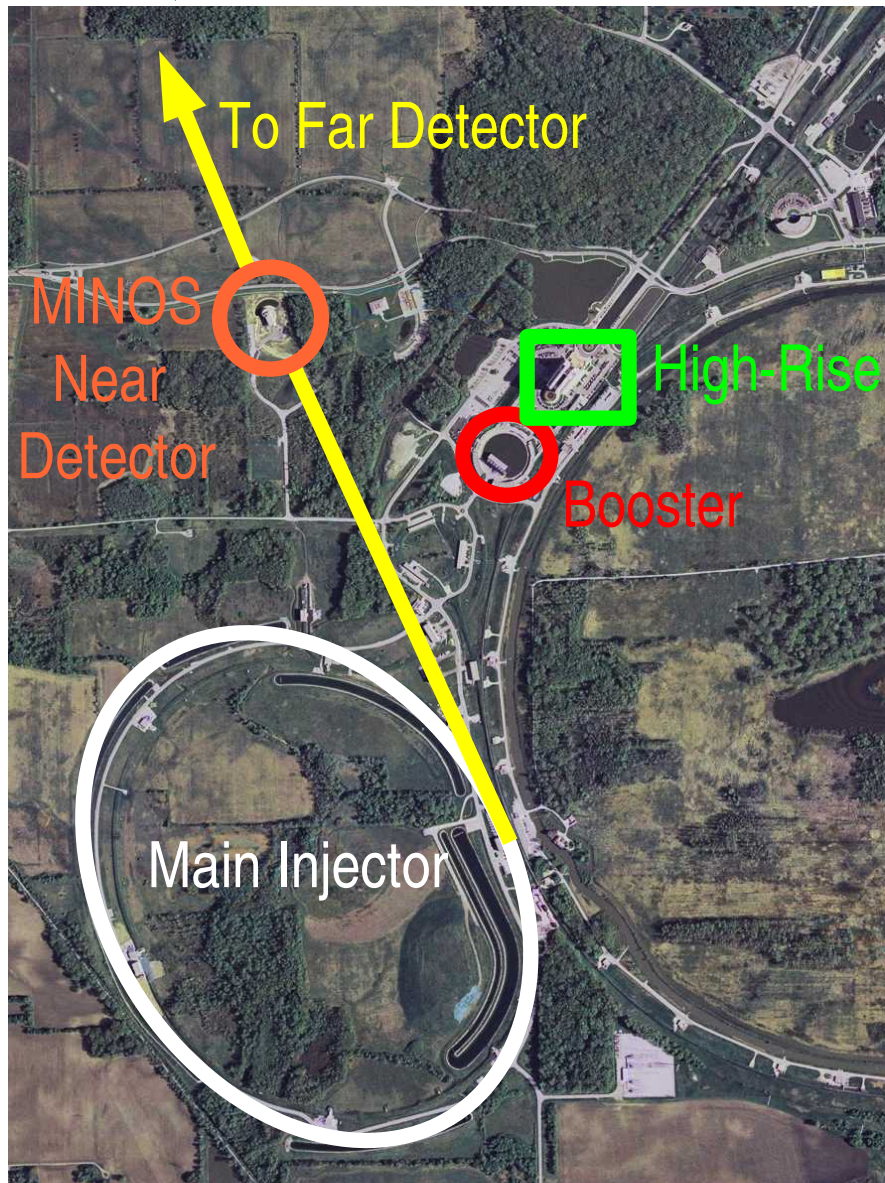 To Far Detector
MINOS
Near
Detector
High-Rise
Booster
Main Injector